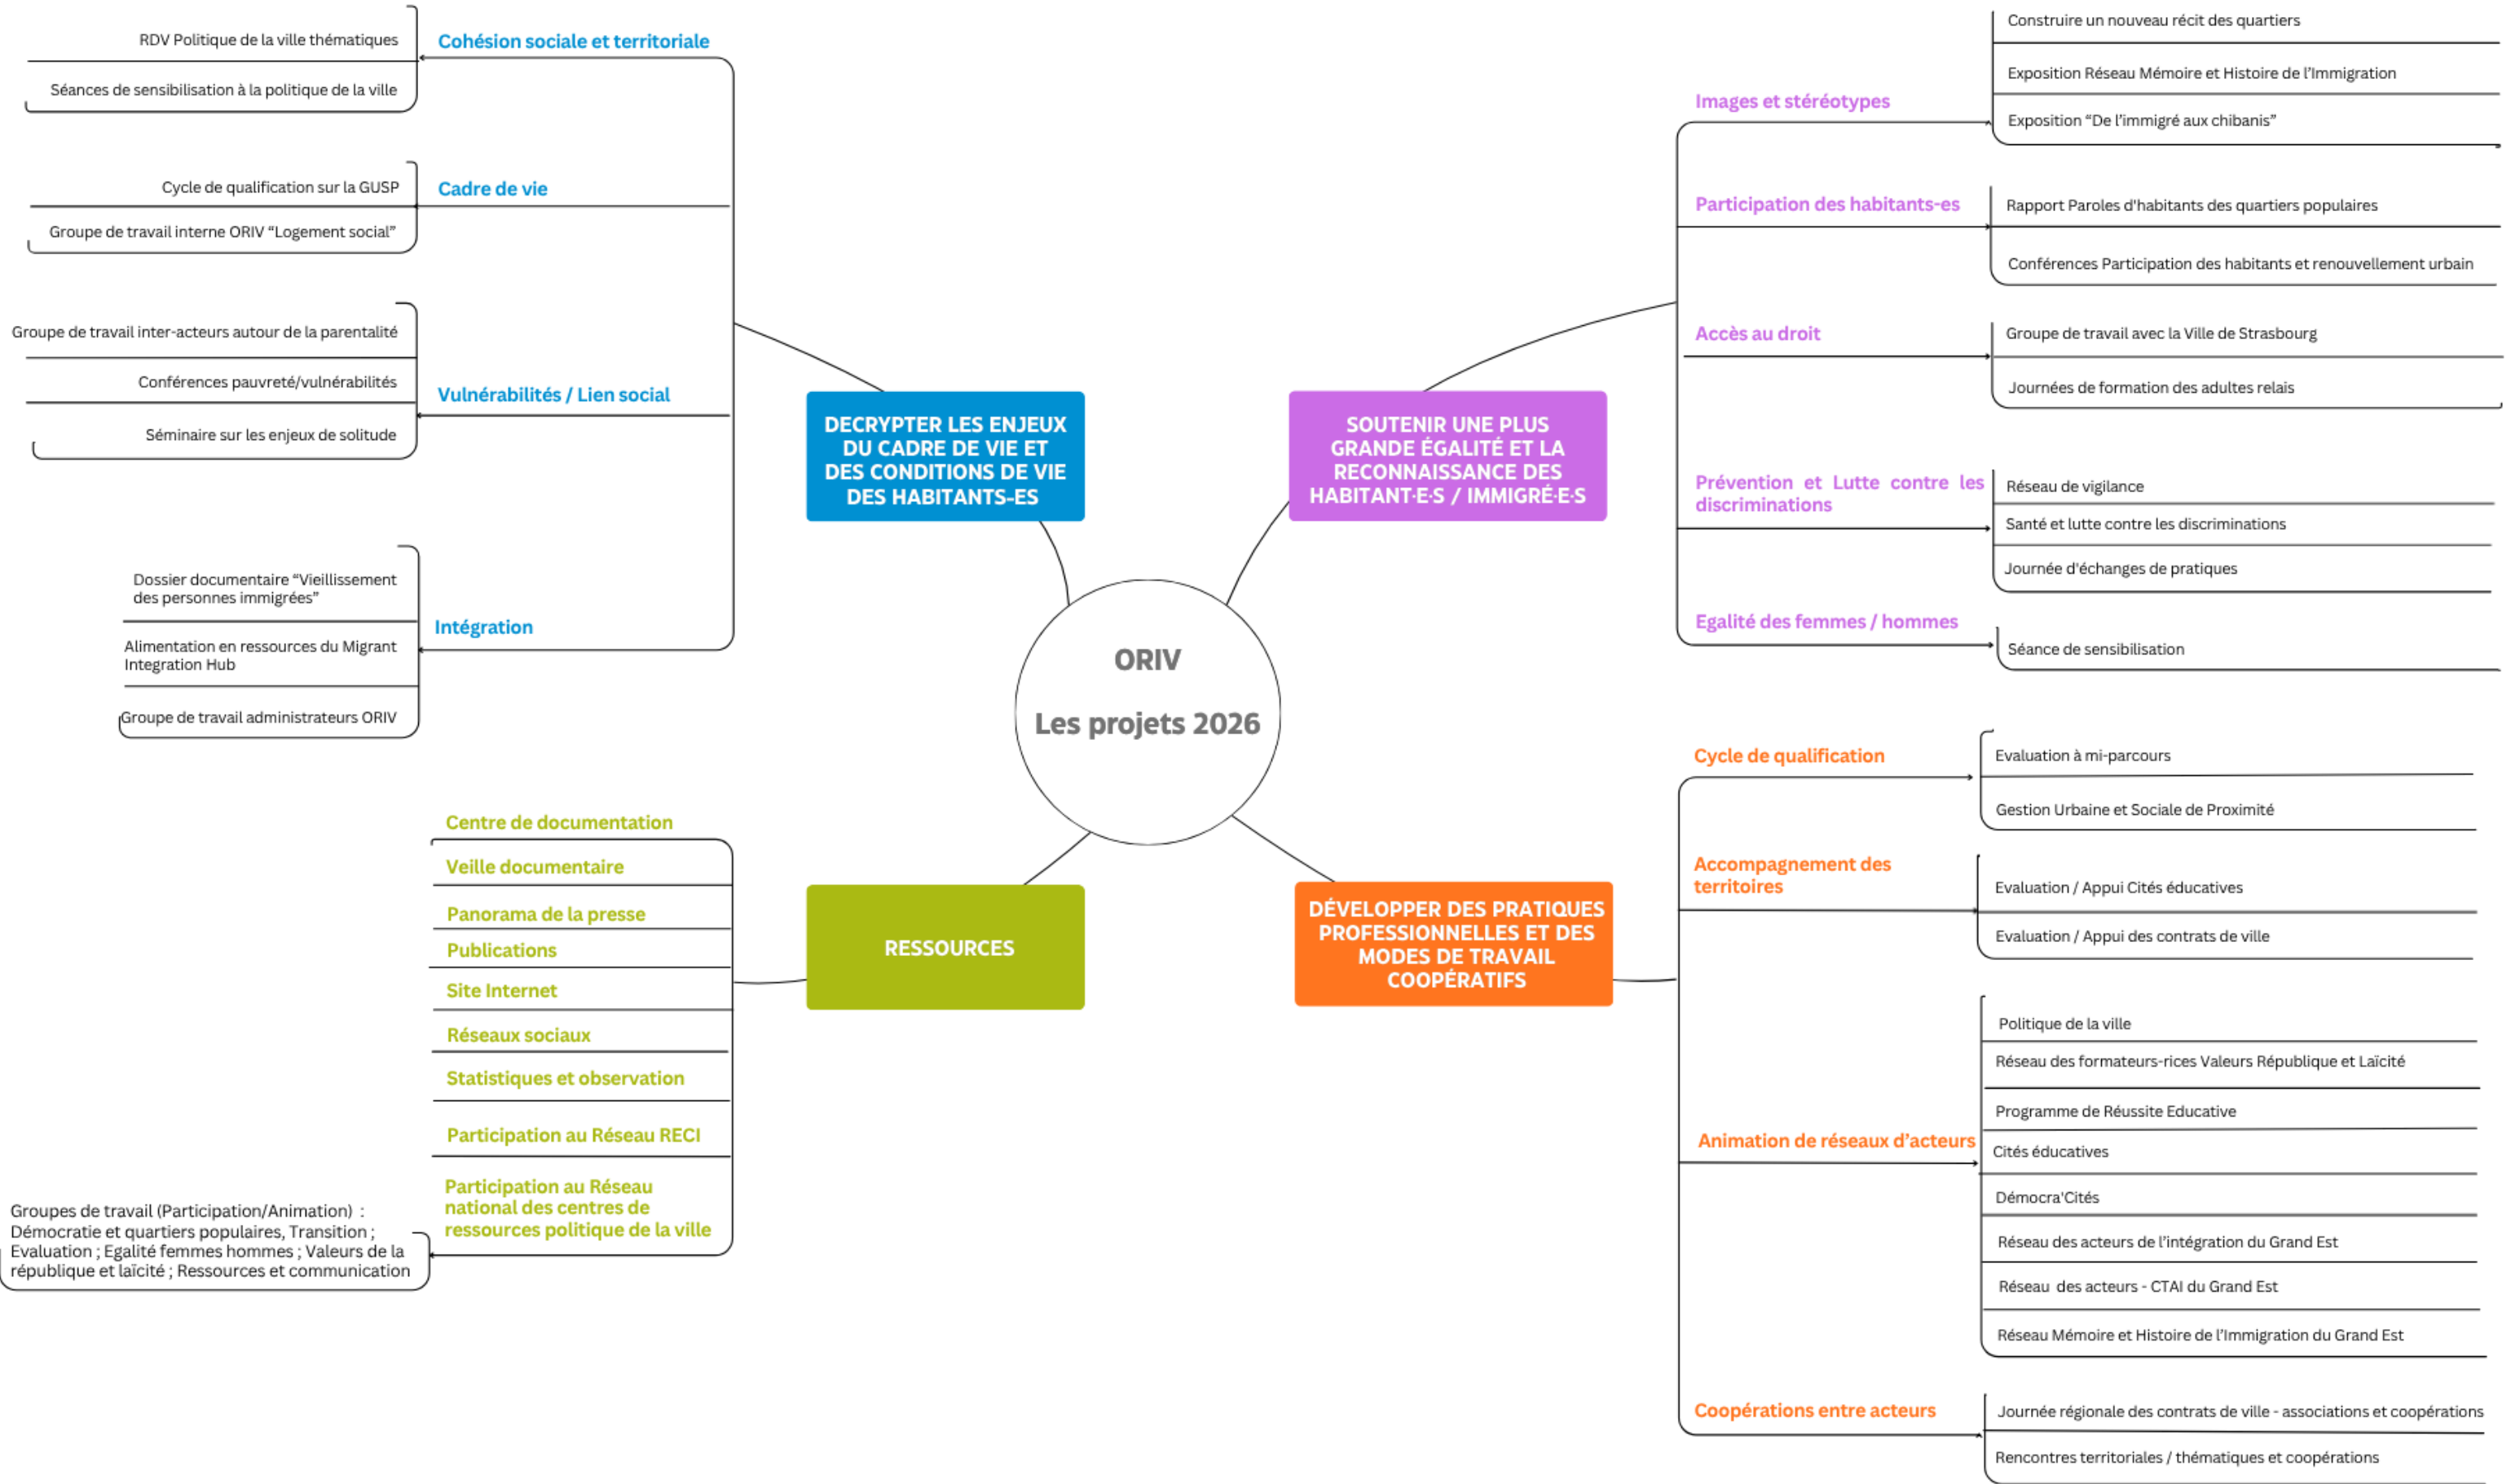 ORIV
Les projets 2026
DECRYPTER LES ENJEUX
DU CADRE DE VIE ET
DES CONDITIONS DE VIE
DES HABITANTS-ES
Cohésion sociale et territoriale
RDV Politique de la ville thématiques
Séances de sensibilisation à la politique de la ville
Cadre de vie
Cycle de qualification sur la GUSP
Groupe de travail interne ORIV “Logement social”
Vulnérabilités / Lien social
Groupe de travail inter-acteurs autour de la parentalité
Conférences pauvreté/vulnérabilités
Séminaire sur les enjeux de solitude
Intégration
Dossier documentaire “Vieillissement
des personnes immigrées”
Alimentation en ressources du Migrant
Integration Hub
Groupe de travail administrateurs ORIV
SOUTENIR UNE PLUS
GRANDE ÉGALITÉ ET LA
RECONNAISSANCE DES
HABITANT·E·S / IMMIGRÉ·E·S
Images et stéréotypes
Construire un nouveau récit des quartiers
Exposition Réseau Mémoire et Histoire de l’Immigration
Exposition “De l’immigré aux chibanis”
Participation des habitants-es
Rapport Paroles d'habitants des quartiers populaires
Conférences Participation des habitants et renouvellement urbain
Accès au droit
Groupe de travail avec la Ville de Strasbourg
Journées de formation des adultes relais
Prévention et Lutte contre les
discriminations
Réseau de vigilance
Santé et lutte contre les discriminations
Journée d'échanges de pratiques
Egalité des femmes / hommes
Séance de sensibilisation
RESSOURCES
Centre de documentation
Veille documentaire
Panorama de la presse
Publications
Site Internet
Réseaux sociaux
Statistiques et observation
Participation au Réseau RECI
Participation au Réseau
national des centres de
ressources politique de la ville
Groupes de travail (Participation/Animation) :
Démocratie et quartiers populaires, Transition ;
Evaluation ; Egalité femmes hommes ; Valeurs de la
république et laïcité ; Ressources et communication
DÉVELOPPER DES PRATIQUES
PROFESSIONNELLES ET DES
MODES DE TRAVAIL
COOPÉRATIFS
Cycle de qualification
Evaluation à mi-parcours
Gestion Urbaine et Sociale de Proximité
Accompagnement des
territoires
Evaluation / Appui Cités éducatives
Evaluation / Appui des contrats de ville
Animation de réseaux d’acteurs
Politique de la ville
Réseau des formateurs-rices Valeurs République et Laïcité
Programme de Réussite Educative
Cités éducatives
Démocra'Cités
Réseau des acteurs de l’intégration du Grand Est
Réseau des acteurs - CTAI du Grand Est
Réseau Mémoire et Histoire de l’Immigration du Grand Est
Coopérations entre acteurs
Journée régionale des contrats de ville - associations et coopérations
Rencontres territoriales / thématiques et coopérations